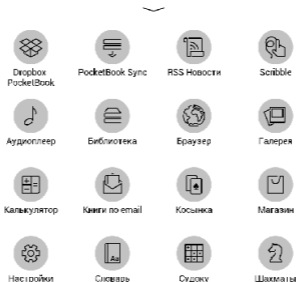 Dropbox PocketBook Sync RSS Новости Scribble
PocketBook
Аудиоплеер Библиотека Браузер Галерея
Калькулятор Книги по email Косынка Магазин
Aa
Настройки Словарь Судоку Шахматы